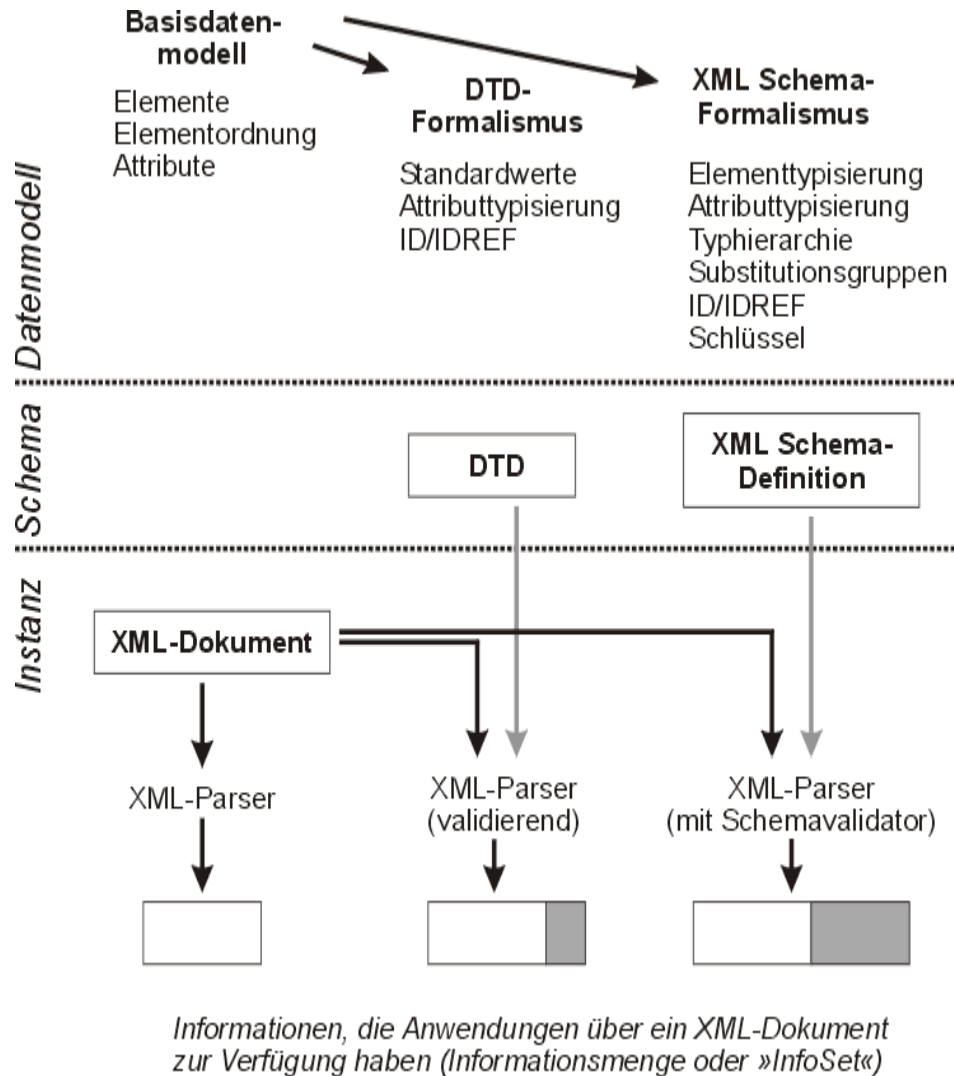 Basisdaten-
modell
Elemente
Elementordnung
Attribute
DTD-
Formalismus
Standardwerte
Attributtypisierung
ID/IDREF
XML Schema-
Formalismus
Elementtypisierung
Attributtypisierung
Typhierarchie
Substitutionsgruppen
ID/IDREF
Schlüssel
Datenmodell
Schema
DTD
XML Schema-
Definition
Instanz
XML-Dokument
XML-Parser
XML-Parser
(validierend)
XML-Parser
(mit Schemavalidator)
Informationen, die Anwendungen über ein XML-Dokument
zur Verfügung haben (Informationsmenge oder »InfoSet«)